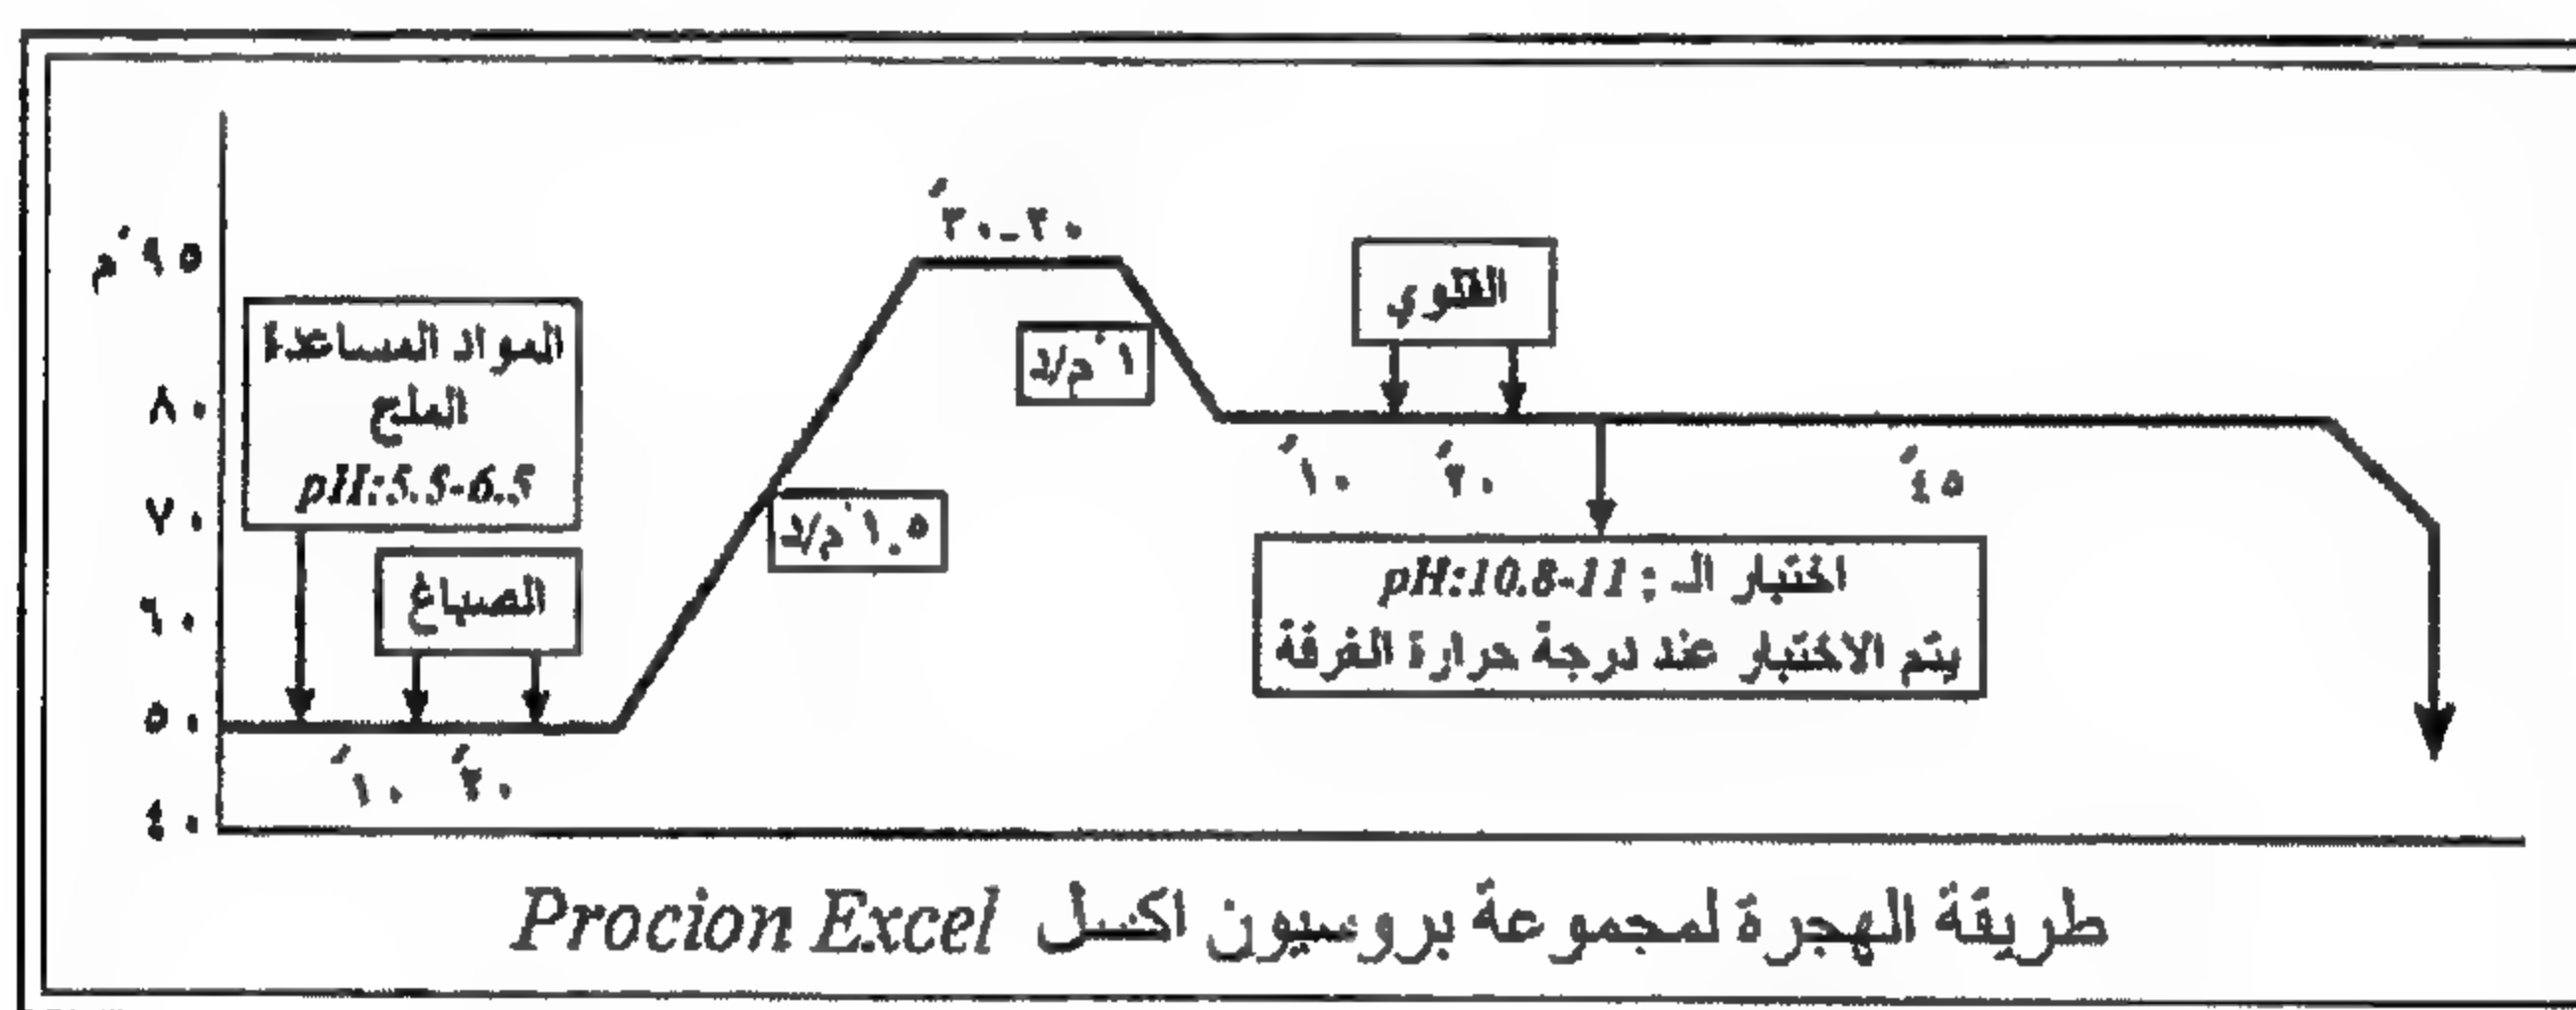 ٣٠-٢٠َ
٩٥ ْم
القلوي
المواد المساعدة
الملح
pH:5.5-6.5
١ ْم/د
٨٠
١٠َ
٢٠َ
٤٥َ
٧٠
١.٥ ْم/د
اختبار الـ : pH:10.8-11
يتم الاختبار عند درجة حرارة الغرفة
الصباغ
٦٠
٥٠
١٠َ
٢٠َ
٤٠
طريقة الهجرة لمجموعة بروسيون اكسل Procion Excel